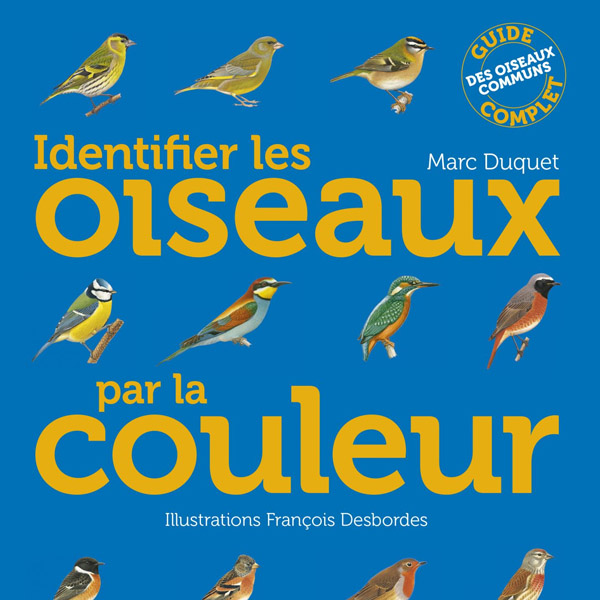 GUIDE
DES OISEAUX
COMMUNS
COMPLET
Identifier les
Marc Duquet
oiseaux
par la
couleur
Illustrations François Desbordes